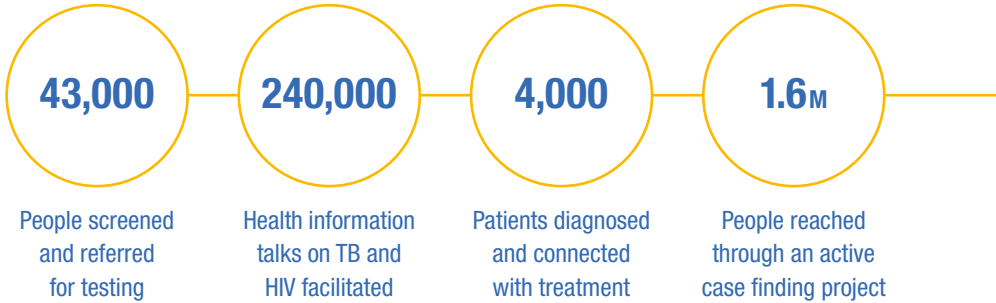 43,000
People screened
and referred
for testing
240,000
Health information
talks on TB and
HIV facilitated
4,000
Patients diagnosed
and connected
with treatment
1.6M
People reached
through an active
case finding project